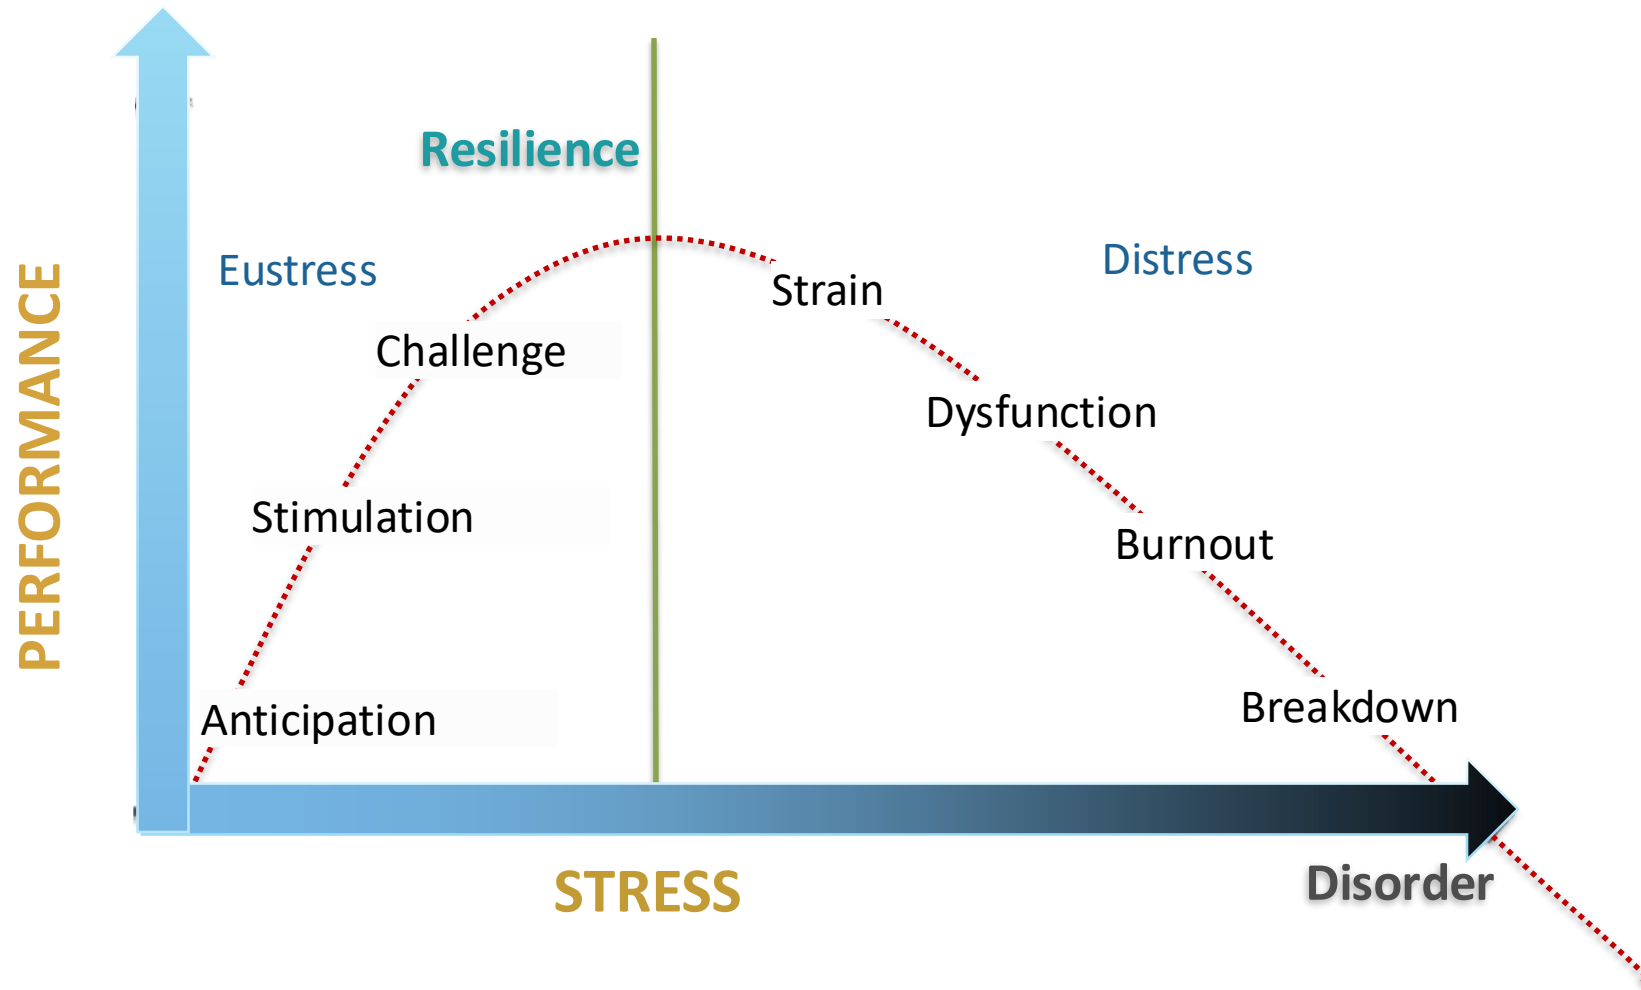 Resilience
Eustress
Distress
Strain
Challenge
Dysfunction
Stimulation
Burnout
Anticipation
Breakdown
PERFORMANCE
STRESS
Disorder